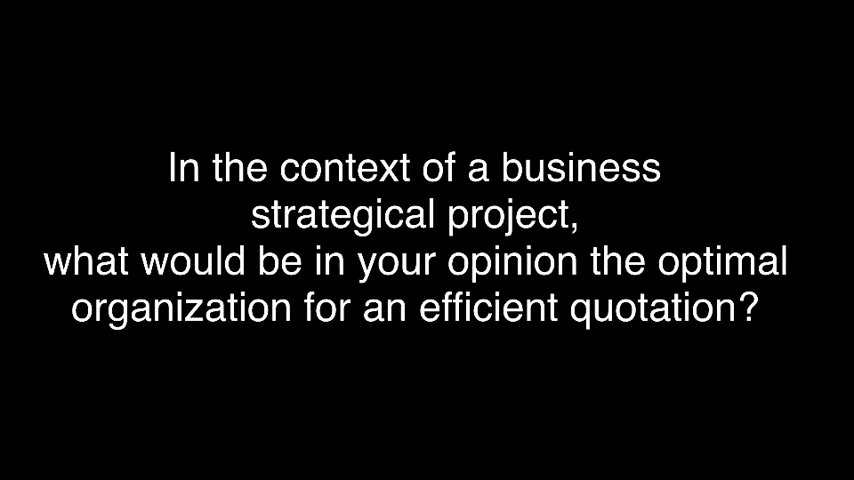 In the context of a business
strategical project,
what would be in your opinion the optimal
organization for an efficient quotation?